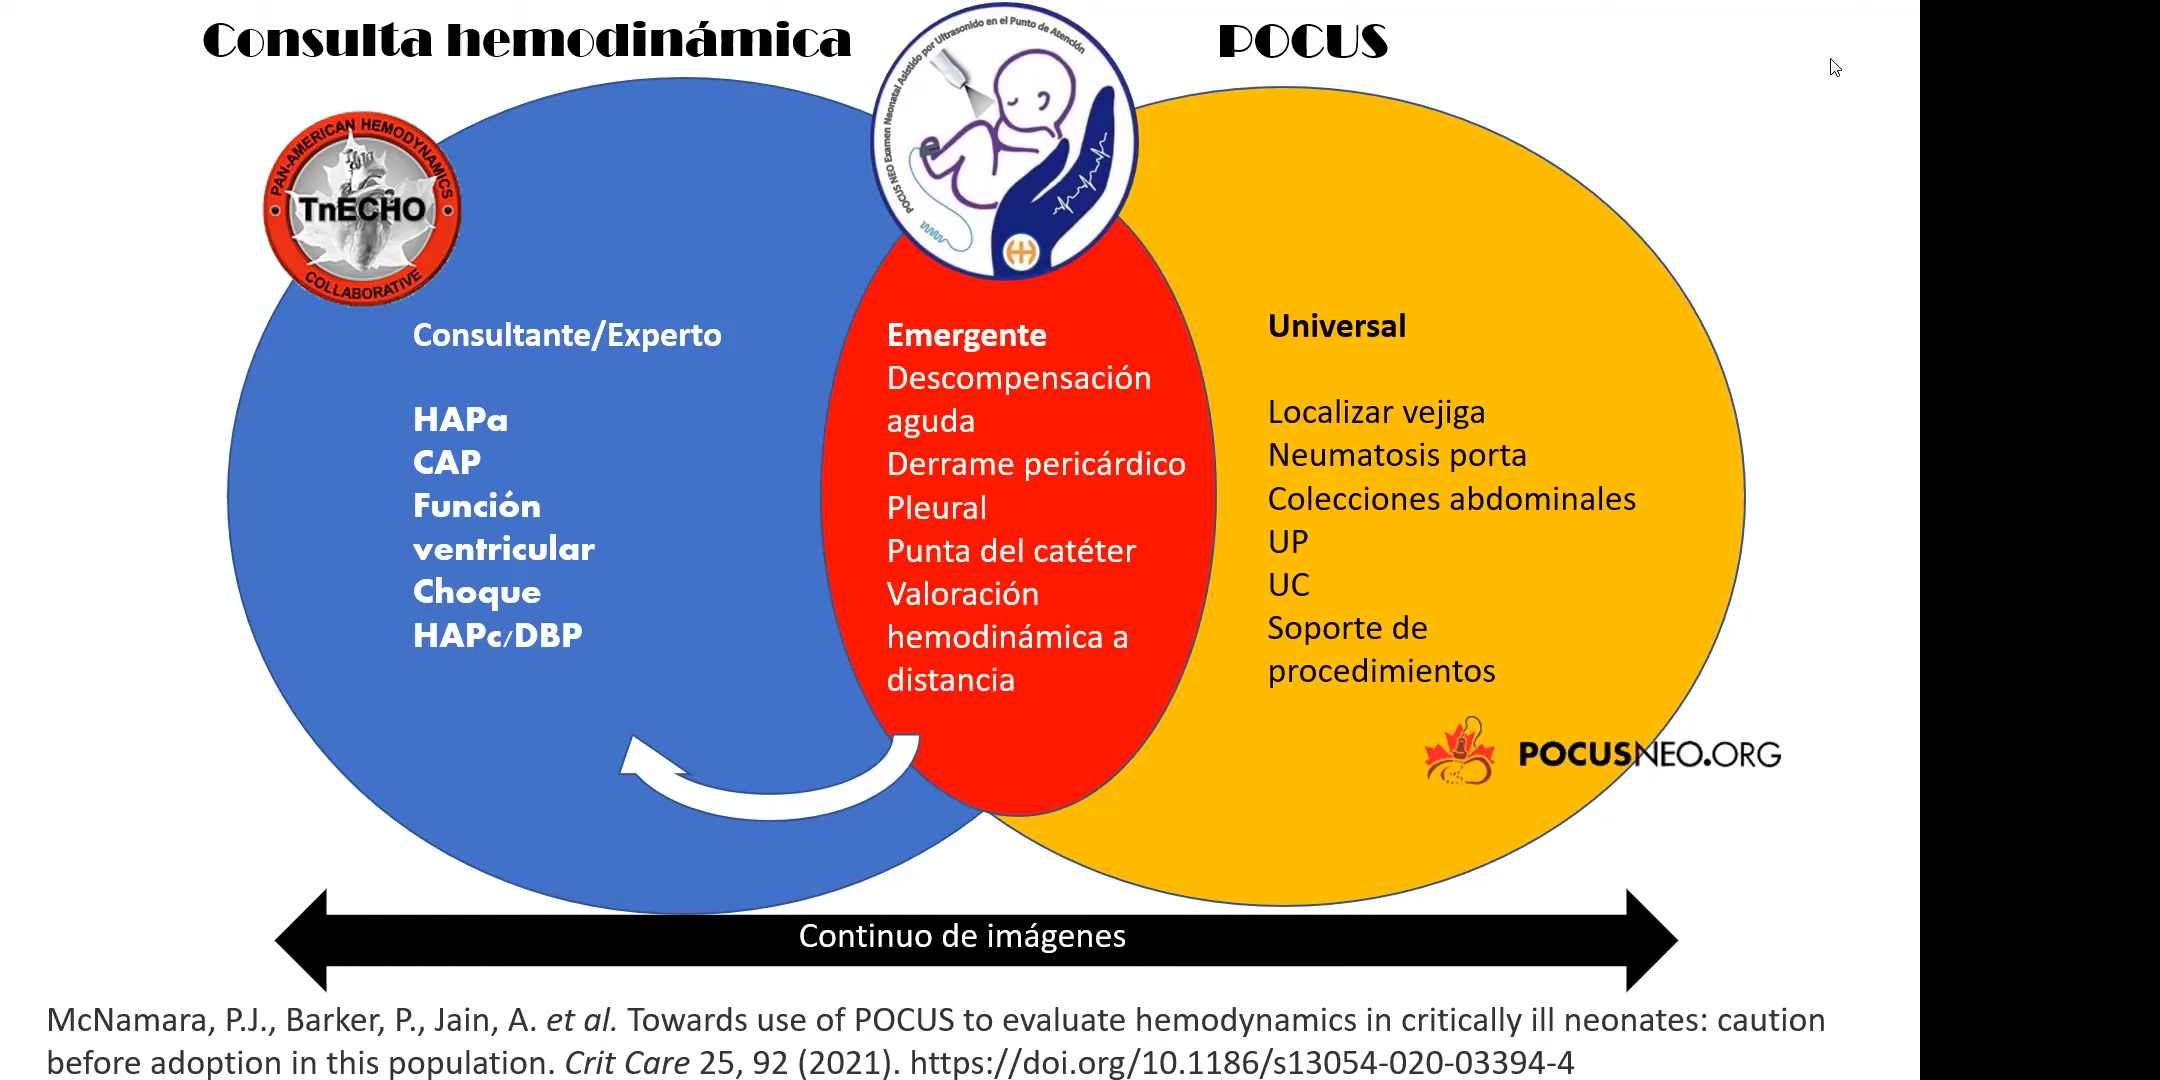 Consulta hemodinámica
POCUS
POCUS NEO Examen Neonatal Asistido por Ultrasonido en el Punto de Atención
PAN-AMERICAN HEMODYNAMICS
TnECHO
COLLABORATIVE
Consultante/Experto
HAPa
CAP
Función
ventricular
Choque
HAPc/DBP
Emergente
Descompensación
aguda
Derrame pericárdico
Pleural
Punta del catéter
Valoración
hemodinámica a
distancia
Universal
Localizar vejiga
Neumatosis porta
Colecciones abdominales
UP
UC
Soporte de
procedimientos
POCUSNEO.ORG
Continuo de imágenes
McNamara, P.J., Barker, P., Jain, A. et al. Towards use of POCUS to evaluate hemodynamics in critically ill neonates: caution
before adoption in this population. Crit Care 25, 92 (2021). https://doi.org/10.1186/s13054-020-03394-4